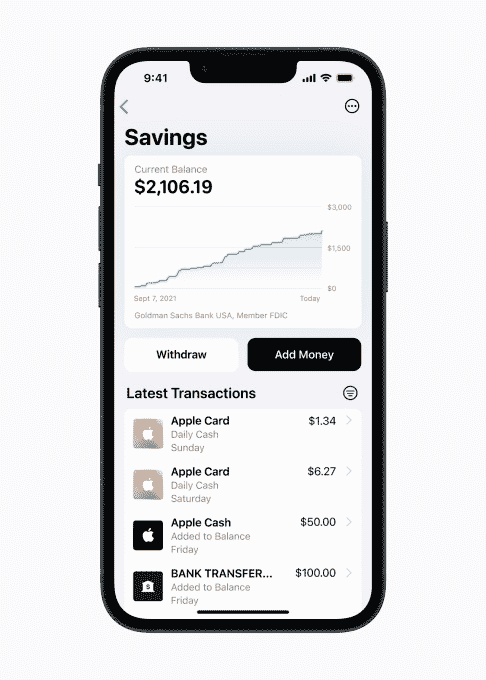 9:41
Savings
Current Balance
$2,106.19
$3,000
$1,500
$0
Sept 7, 2021 Today
Goldman Sachs Bank USA, Member FDIC
Withdraw Add Money
Latest Transactions
Apple Card $1.34
Daily Cash
Sunday
Apple Card $6.27
Daily Cash
Saturday
Apple Cash $50.00
Added to Balance
Friday
BANK TRANSFER... $100.00
Added to Balance
Friday